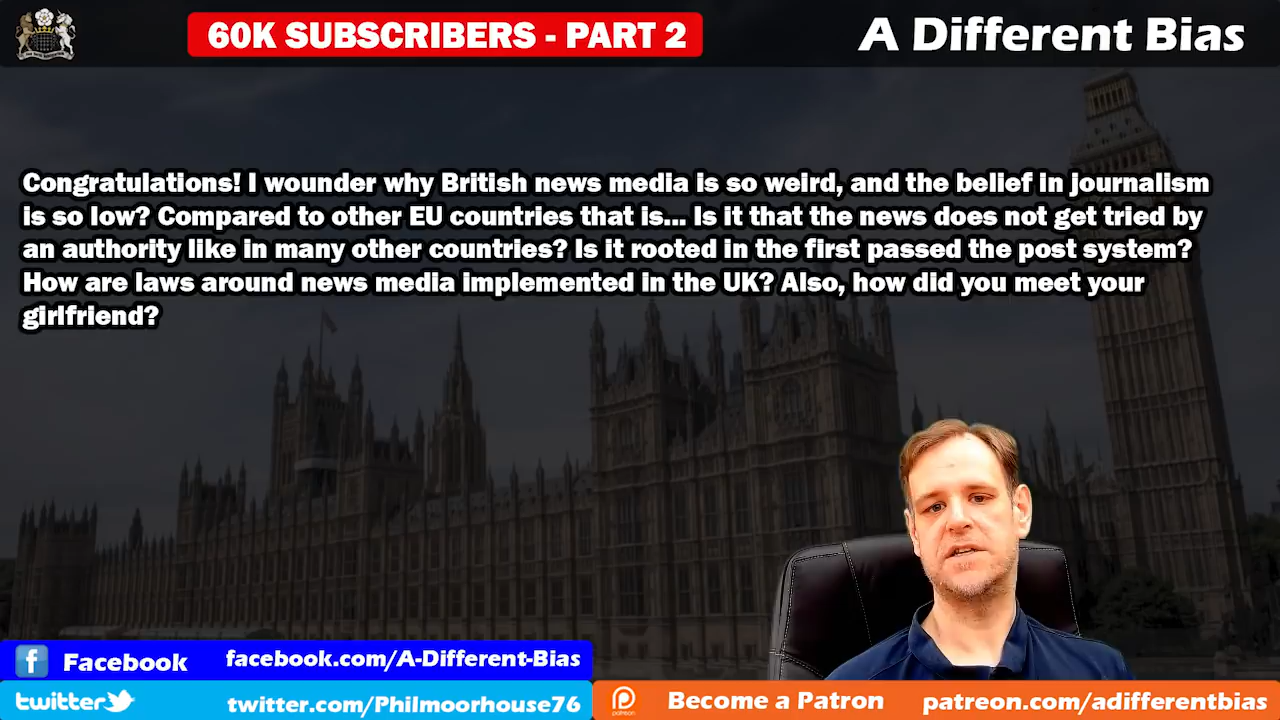 60K SUBSCRIBERS - PART 2
A Different Bias
Congratulations! I wounder why British news media is so weird, and the belief in journalism
is so low? Compared to other EU countries that is... Is it that the news does not get tried by
an authority like in many other countries? Is it rooted in the first passed the post system?
How are laws around news media implemented in the UK? Also, how did you meet your
girlfriend?
f Facebook
facebook.com/A-Different-Bias
twitter
twitter.com/Philmoorhouse76
patreon
Become a Patron
patreon.com/adifferentbias